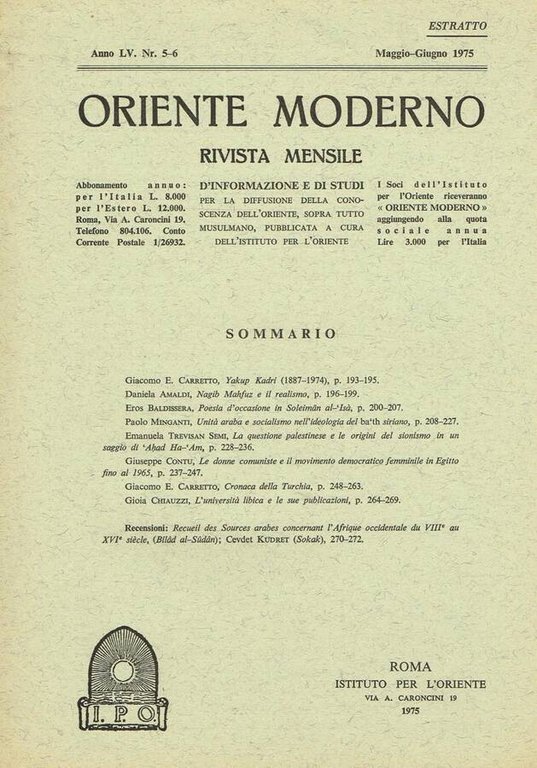 ESTRATTO
Anno LV. Nr. 5-6 Maggio-Giugno 1975
ORIENTE MODERNO
RIVISTA MENSILE
Abbonamento annuo:
per l'Italia L. 8.000
per l'Estero L. 12.000.
Roma, Via A. Caroncini 19.
Telefono 804.106. Conto
Corrente Postale 1/26932.
D'INFORMAZIONE E DI STUDI
PER LA DIFFUSIONE DELLA CONO-
SCENZA DELL'ORIENTE, SOPRA TUTTO
MUSULMANO, PUBBLICATA A CURA
DELL'ISTITUTO PER L'ORIENTE
I Soci dell'Istituto
per l'Oriente riceveranno
« ORIENTE MODERNO »
aggiungendo alla quota
sociale annua
Lire 3.000 per l'Italia
SOMMARIO
Giacomo E. CARRETTO, Yakup Kadri (1887-1974), p. 193-195.
Daniela AMALDI, Nagib Mahfuz e il realismo, p. 196-199.
Eros BALDISSERA, Poesia d'occasione in Soleimân al-'Isà, p. 200-207.
Paolo MINGANTI, Unità araba e socialismo nell'ideologia del ba'th siriano, p. 208-227.
Emanuela TREVISAN SEMI, La questione palestinese e le origini del sionismo in un
saggio di 'Aḥad Ha-'Am, p. 228-236.
Giuseppe CONTU, Le donne comuniste e il movimento democratico femminile in Egitto
fino al 1965, p. 237-247.
Giacomo E. CARRETTO, Cronaca della Turchia, p. 248-263.
Gioia CHIAUZZI, L'università libica e le sue publicazioni, p. 264-269.
Recensioni: Recueil des Sources arabes concernant l'Afrique occidentale du VIIIe au
XVIe siècle, (Bilâd al-Sûdân); Cevdet KUDRET (Sokak), 270-272.
I. P. O.
ROMA
ISTITUTO PER L'ORIENTE
VIA A. CARONCINI 19
1975